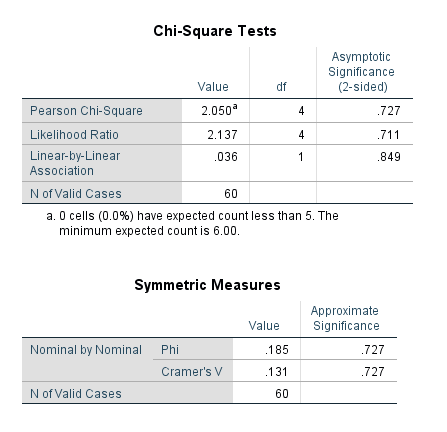 Chi-Square Tests
Asymptotic
Significance
Value df (2-sided)
Pearson Chi-Square 2.050a 4 .727
Likelihood Ratio 2.137 4 .711
Linear-by-Linear
Association .036 1 .849
N of Valid Cases 60
a. 0 cells (0.0%) have expected count less than 5. The
minimum expected count is 6.00.
Symmetric Measures
Approximate
Value Significance
Nominal by Nominal Phi .185 .727
Cramer's V .131 .727
N of Valid Cases 60